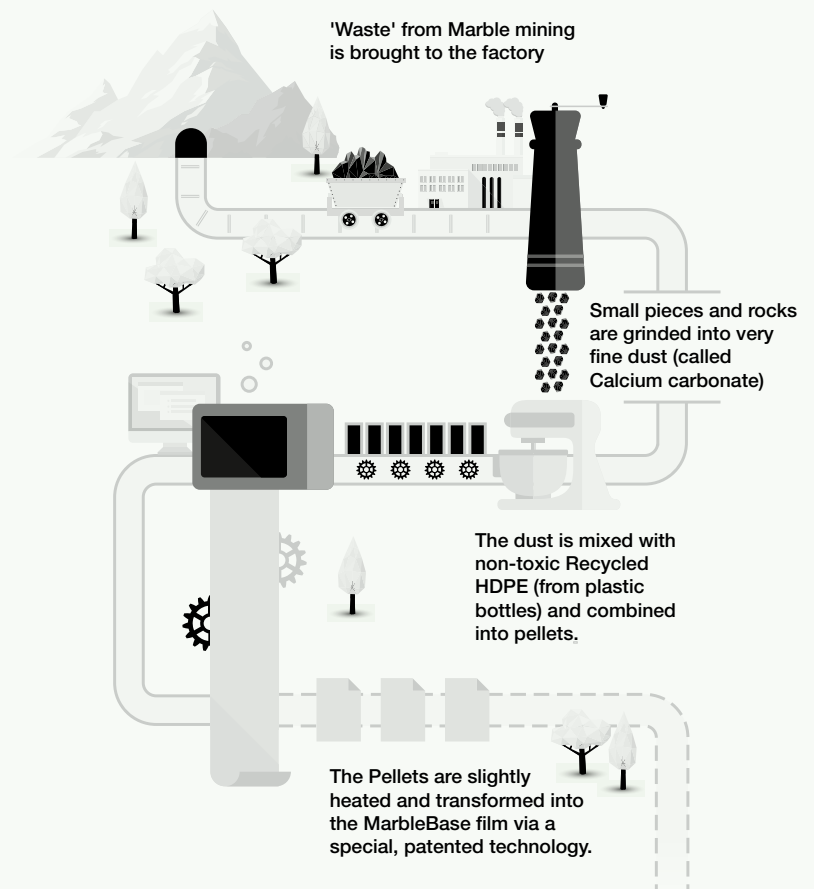 'Waste' from Marble mining
is brought to the factory
Small pieces and rocks
are grinded into very
fine dust (called
Calcium carbonate)
The dust is mixed with
non-toxic Recycled
HDPE (from plastic
bottles) and combined
into pellets.
The Pellets are slightly
heated and transformed into
the MarbleBase film via a
special, patented technology.